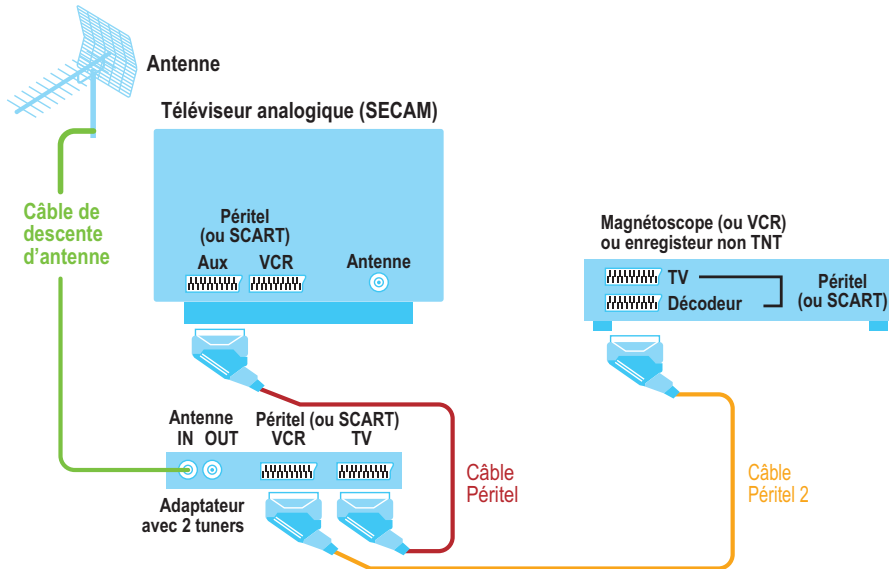 Antenne
Téléviseur analogique (SECAM)
Câble de
descente
d'antenne
Péritel
(ou SCART)
Aux VCR
Antenne
Magnétoscope (ou VCR)
ou enregisteur non TNT
TV
Décodeur
Péritel
(ou SCART)
Antenne
IN OUT
Péritel (ou SCART)
VCR TV
Adaptateur
avec 2 tuners
Câble
Péritel
Câble
Péritel 2